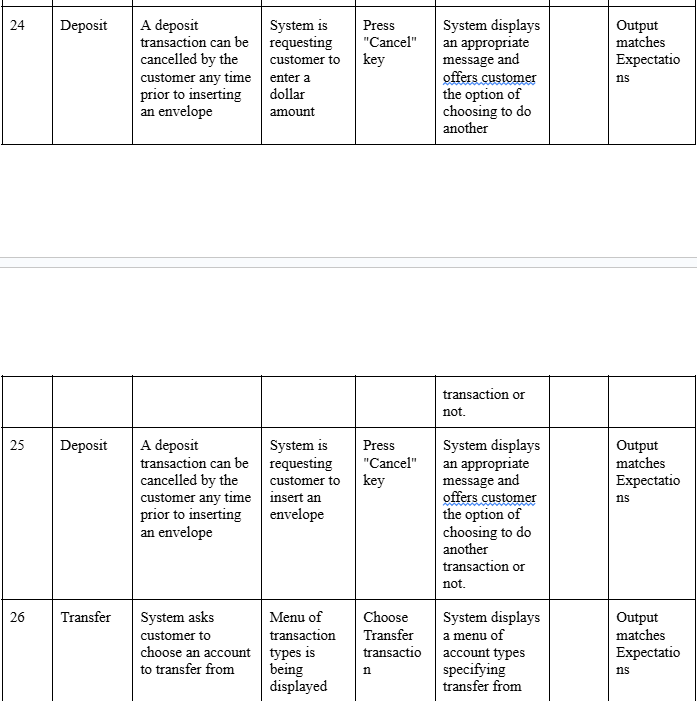 24 Deposit A deposit System is Press System displays Output
transaction can be requesting "Cancel" an appropriate matches
cancelled by the customer to key message and Expectatio
customer any time enter a offers customer ns
prior to inserting dollar the option of
an envelope amount choosing to do
another
transaction or
not.
25 Deposit A deposit System is Press System displays Output
transaction can be requesting "Cancel" an appropriate matches
cancelled by the customer to key message and Expectatio
customer any time insert an offers customer ns
prior to inserting envelope the option of
an envelope choosing to do
another
transaction or
not.
26 Transfer System asks Menu of Choose System displays Output
customer to transaction Transfer a menu of matches
choose an account types is transactio account types Expectatio
to transfer from being n specifying ns
displayed transfer from